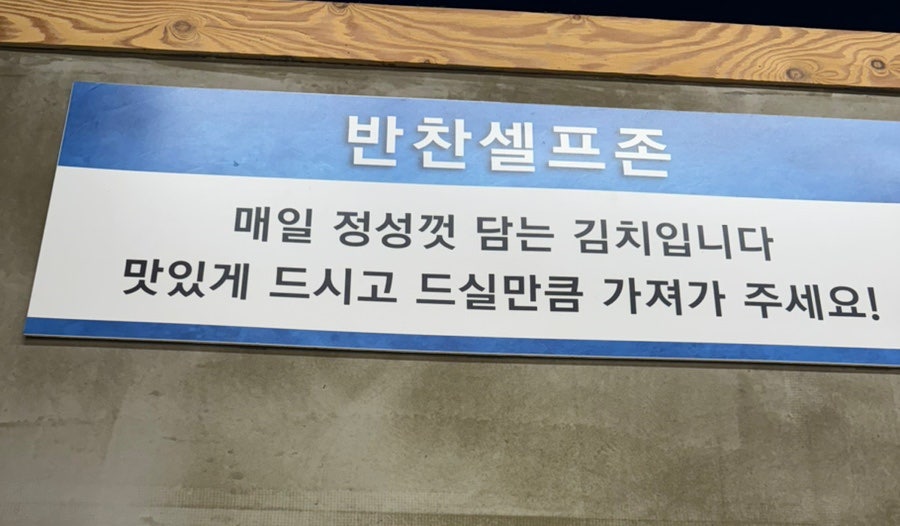 반찬셀프존
매일 정성껏 담는 김치입니다
맛있게 드시고 드실만큼 가져가 주세요!